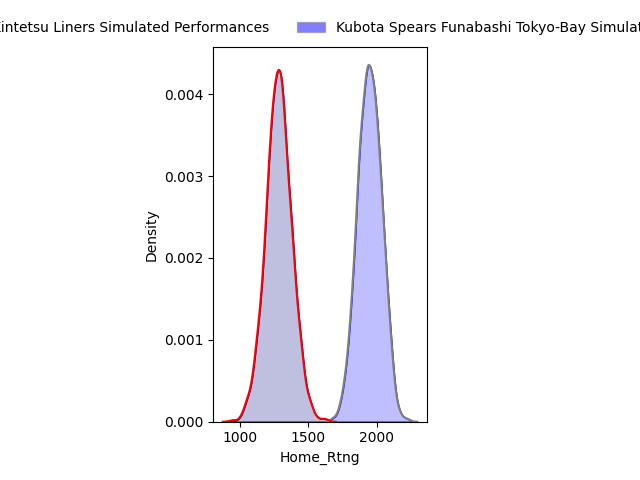 intetsu Liners Simulated Performances
Kubota Spears Funabashi Tokyo-Bay Simulat
0.004
0.003
0.002
0.001
0.000
Density
1000 1500 2000
Home_Rtng